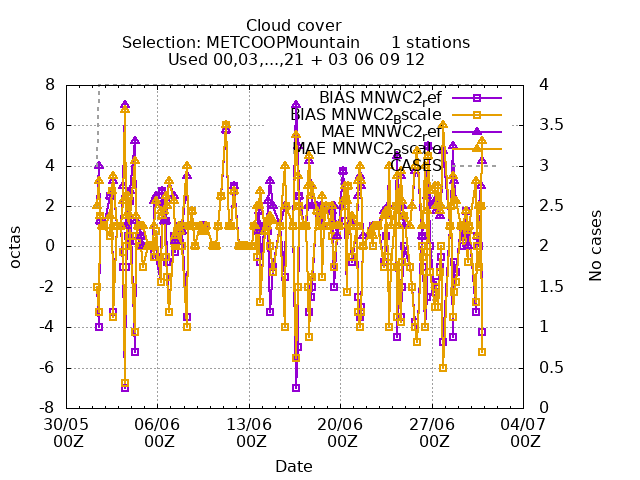 Cloud cover
Selection: METCOOPMountain 1 stations
Used 00,03,...,21 + 03 06 09 12
BIAS MNWC2_ref
BIAS MNWC2_Bscale
MAE MNWC2_ref
MAE MNWC2_Bscale
CASES
octas
8
6
4
2
0
-2
-4
-6
-8
No cases
4
3.5
3
2.5
2
1.5
1
0.5
0
30/05 06/06 13/06 20/06 27/06 04/07
00Z 00Z 00Z 00Z 00Z 00Z
Date